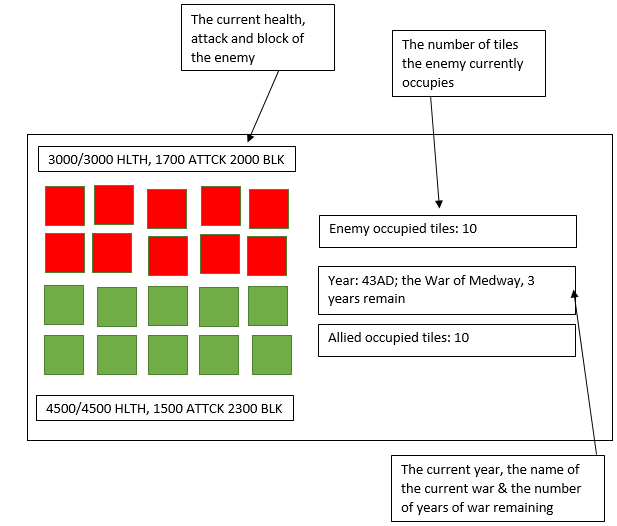 The current health,
attack and block of
the enemy
The number of tiles
the enemy currently
occupies
3000/3000 HLTH, 1700 ATTCK 2000 BLK
Enemy occupied tiles: 10
Year: 43AD; the War of Medway, 3
years remain
Allied occupied tiles: 10
4500/4500 HLTH, 1500 ATTCK 2300 BLK
The current year, the name of
the current war & the number
of years of war remaining